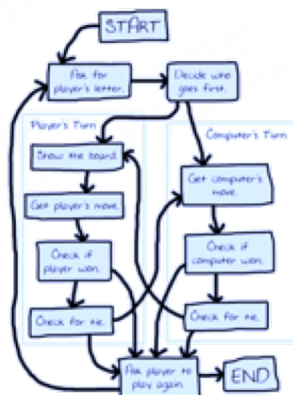 START
Ask for
player's letter.
Decide who
goes first.
Player's Turn
Computer's Turn
Show the board.
Get player's move.
Check if
player won.
Check for tie.
Get computer's
move.
Check if
computer won.
Check for tie.
Ask player to
play again.
END